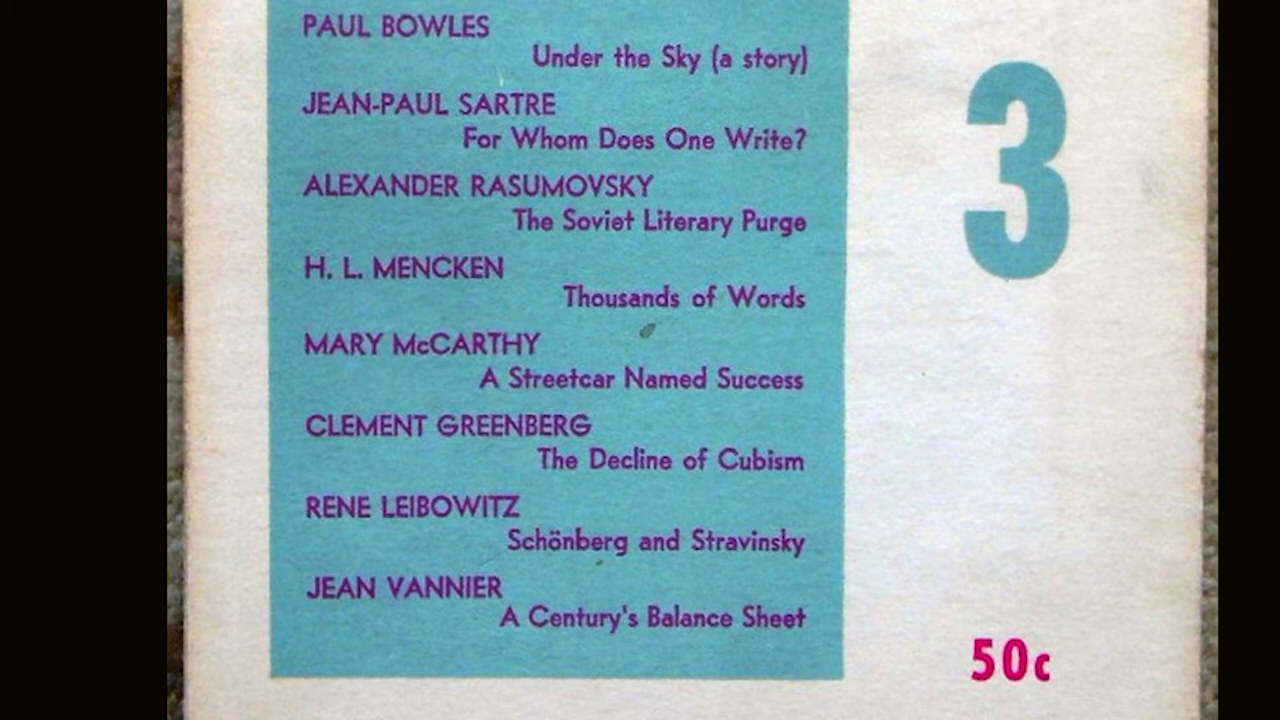 PAUL BOWLES
Under the Sky (a story)
JEAN-PAUL SARTRE
For Whom Does One Write?
ALEXANDER RASUMOVSKY
The Soviet Literary Purge
H. L. MENCKEN
Thousands of Words
MARY McCARTHY
A Streetcar Named Success
CLEMENT GREENBERG
The Decline of Cubism
RENE LEIBOWITZ
Schönberg and Stravinsky
JEAN VANNIER
A Century's Balance Sheet
3
50c